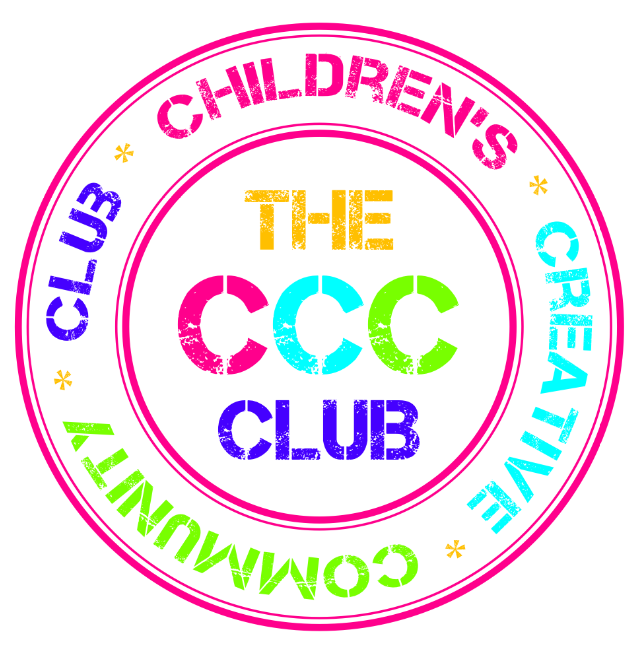 CHILDREN'S * CREATIVE * COMMUNITY * CLUB *
THE
CCC
CLUB